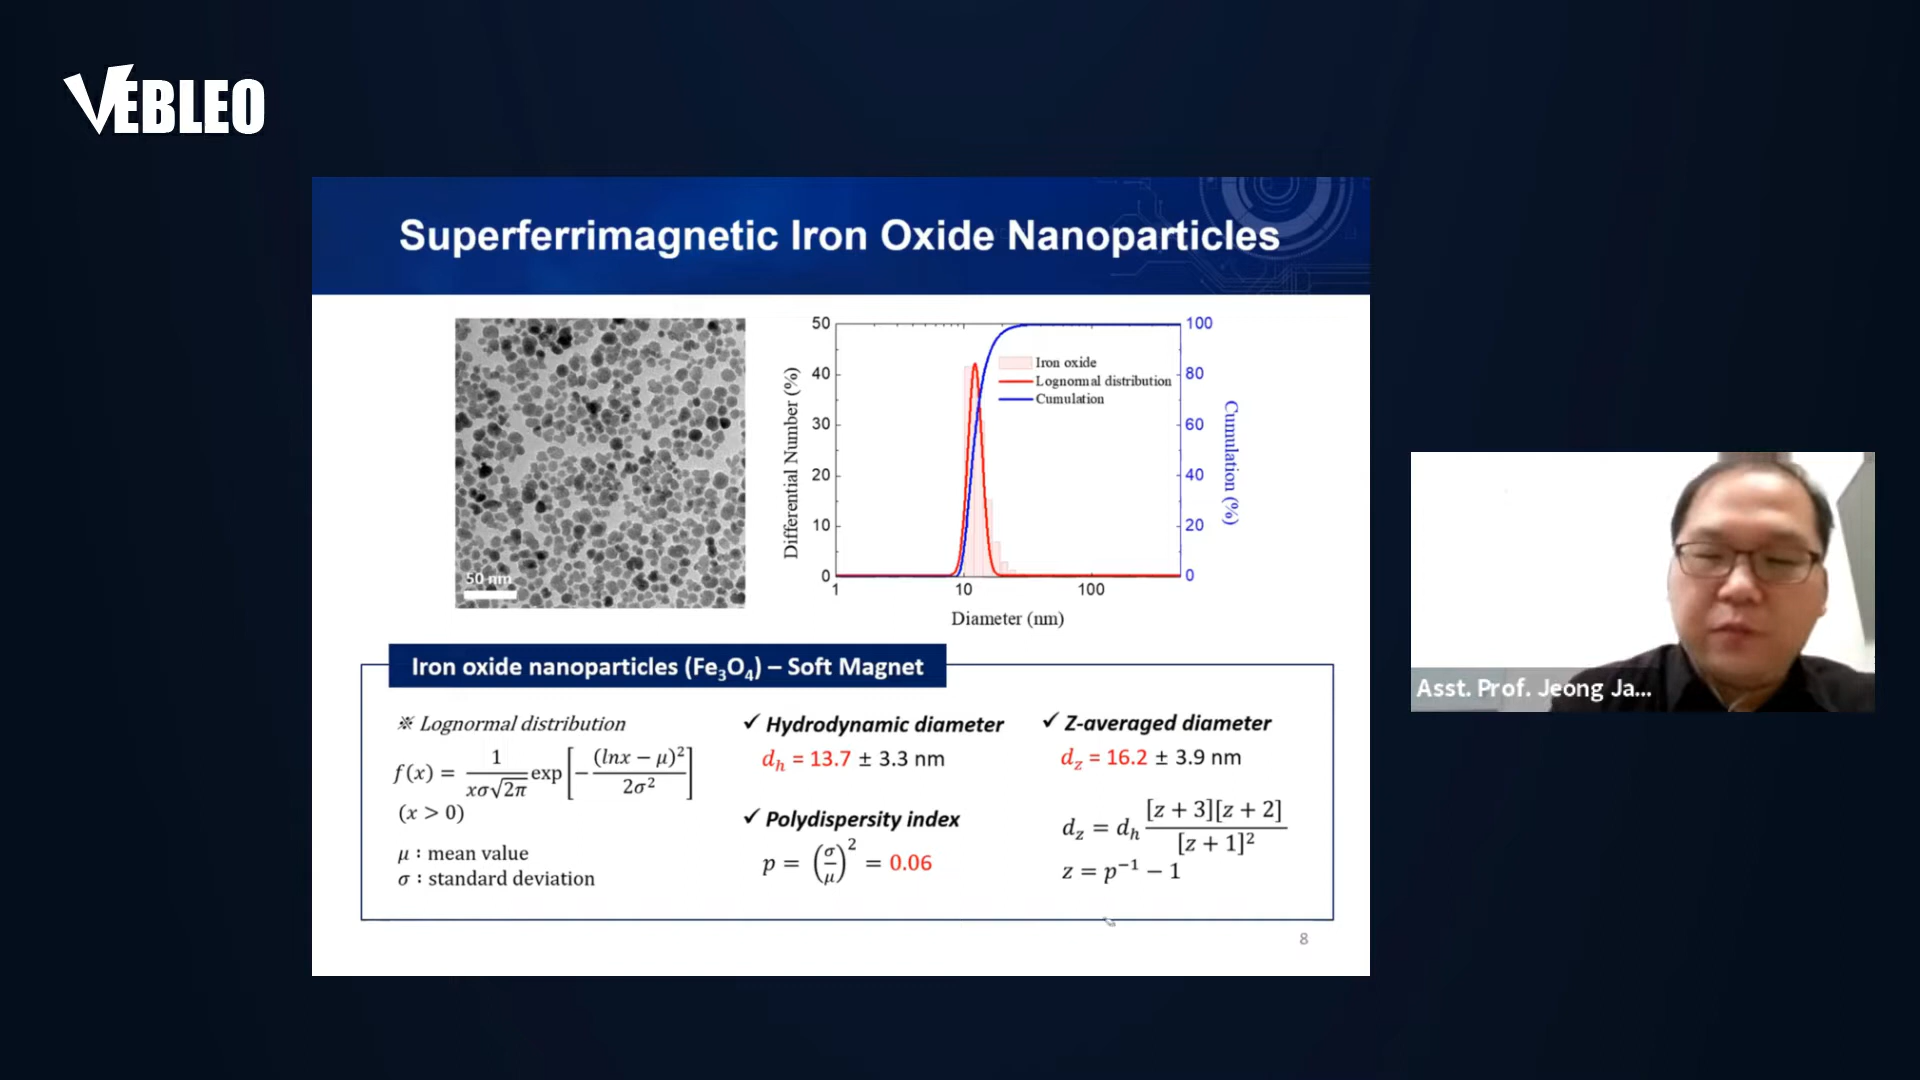 VEBLEO
Superferrimagnetic Iron Oxide Nanoparticles
50 nm
50
40
30
20
10
0
Differential Number (%)
1
10
100
Diameter (nm)
100
80
60
40
20
0
Cumulation (%)
Iron oxide
Lognormal distribution
Cumulation
Iron oxide nanoparticles (Fe₃O₄) – Soft Magnet
※ Lognormal distribution
f(x) = 1/(xσ√2π) exp[−(lnx − μ)²/2σ²]
(x > 0)
μ : mean value
σ : standard deviation
✓ Hydrodynamic diameter
dₕ = 13.7 ± 3.3 nm
✓ Polydispersity index
p = (σ/μ)² = 0.06
✓ Z-averaged diameter
d_z = 16.2 ± 3.9 nm
d_z = dₕ [z + 3][z + 2]/[z + 1]²
z = p⁻¹ − 1
8
Asst. Prof. Jeong Ja...